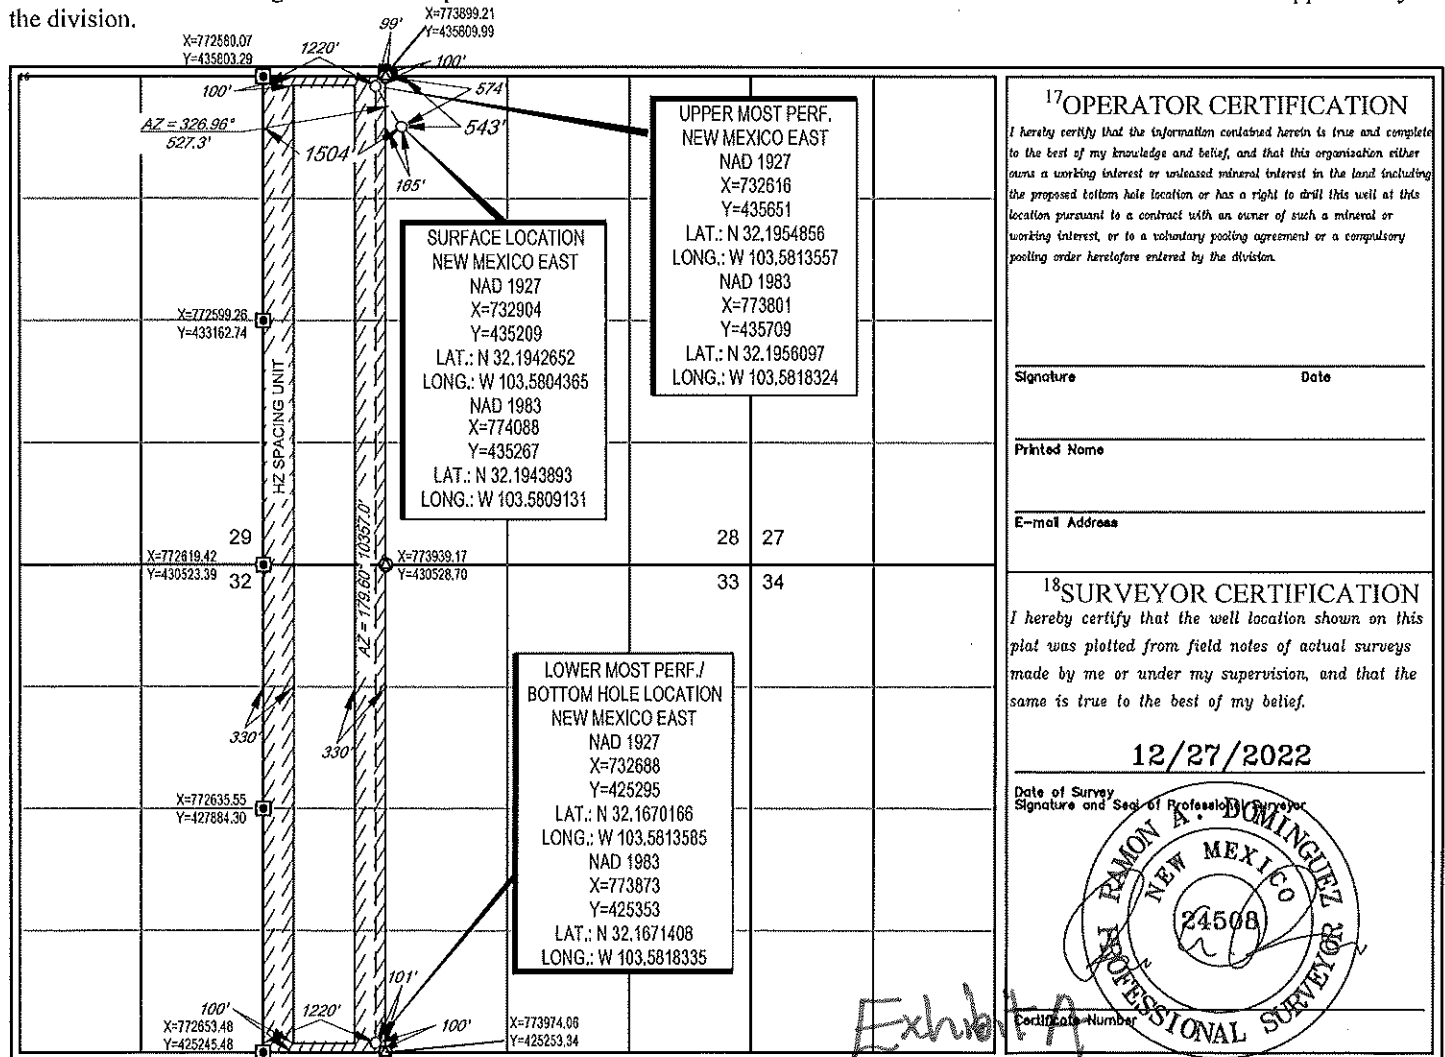 the division.
X=772580.07
Y=435803.29
1220'
99'
X=773899.21
Y=435809.99
100'
100'
574'
543'
AZ = 326.96°
527.3'
1504'
165'
UPPER MOST PERF.
NEW MEXICO EAST
NAD 1927
X=732616
Y=435651
LAT.: N 32.1954856
LONG.: W 103.5813557
NAD 1983
X=773801
Y=435709
LAT.: N 32.1956097
LONG.: W 103.5818324
SURFACE LOCATION
NEW MEXICO EAST
NAD 1927
X=732904
Y=435209
LAT.: N 32.1942652
LONG.: W 103.5804365
NAD 1983
X=774088
Y=435267
LAT.: N 32.1943893
LONG.: W 103.5809131
X=772599.26
Y=433162.74
HZ SPACING UNIT
AZ = 179.60° 10357.0'
29
28 27
X=772619.42
Y=430523.39
32
X=773939.17
Y=430528.70
33 34
LOWER MOST PERF./
BOTTOM HOLE LOCATION
NEW MEXICO EAST
NAD 1927
X=732688
Y=425295
LAT.: N 32.1670166
LONG.: W 103.5813585
NAD 1983
X=773873
Y=425353
LAT.: N 32.1671408
LONG.: W 103.5818335
330'
330'
X=772635.55
Y=427884.30
101'
100'
1220'
100'
X=772653.48
Y=425245.48
X=773974.06
Y=425253.34
17OPERATOR CERTIFICATION
I hereby certify that the information contained herein is true and complete
to the best of my knowledge and belief, and that this organization either
owns a working interest or unleased mineral interest in the land including
the proposed bottom hole location or has a right to drill this well at this
location pursuant to a contract with an owner of such a mineral or
working interest, or to a voluntary pooling agreement or a compulsory
pooling order heretofore entered by the division.
Signature Date
Printed Name
E-mail Address
18SURVEYOR CERTIFICATION
I hereby certify that the well location shown on this
plat was plotted from field notes of actual surveys
made by me or under my supervision, and that the
same is true to the best of my belief.
12/27/2022
Date of Survey
Signature and Seal of Professional Surveyor
RAMON A. DOMINGUEZ
NEW MEXICO
24508
PROFESSIONAL SURVEYOR
Certificate Number
Exhibit A